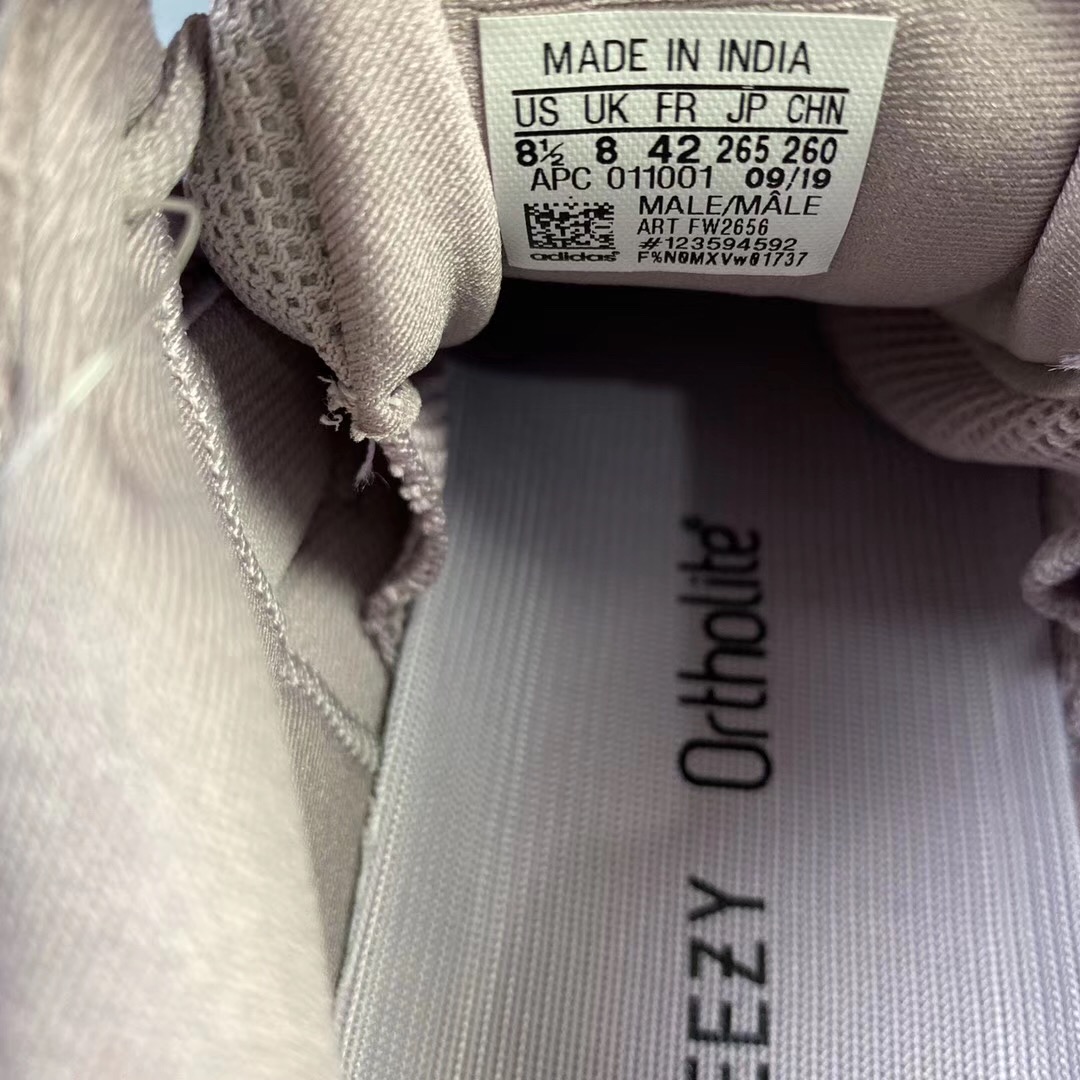 MADE IN INDIA
US UK FR JP CHN
8½ 8 42 265 260
APC 011001 09/19
MALE/MÂLE
ART FW2656
#123594592
adidas® F%N0MXVw01737
Ortholite®
EEZY